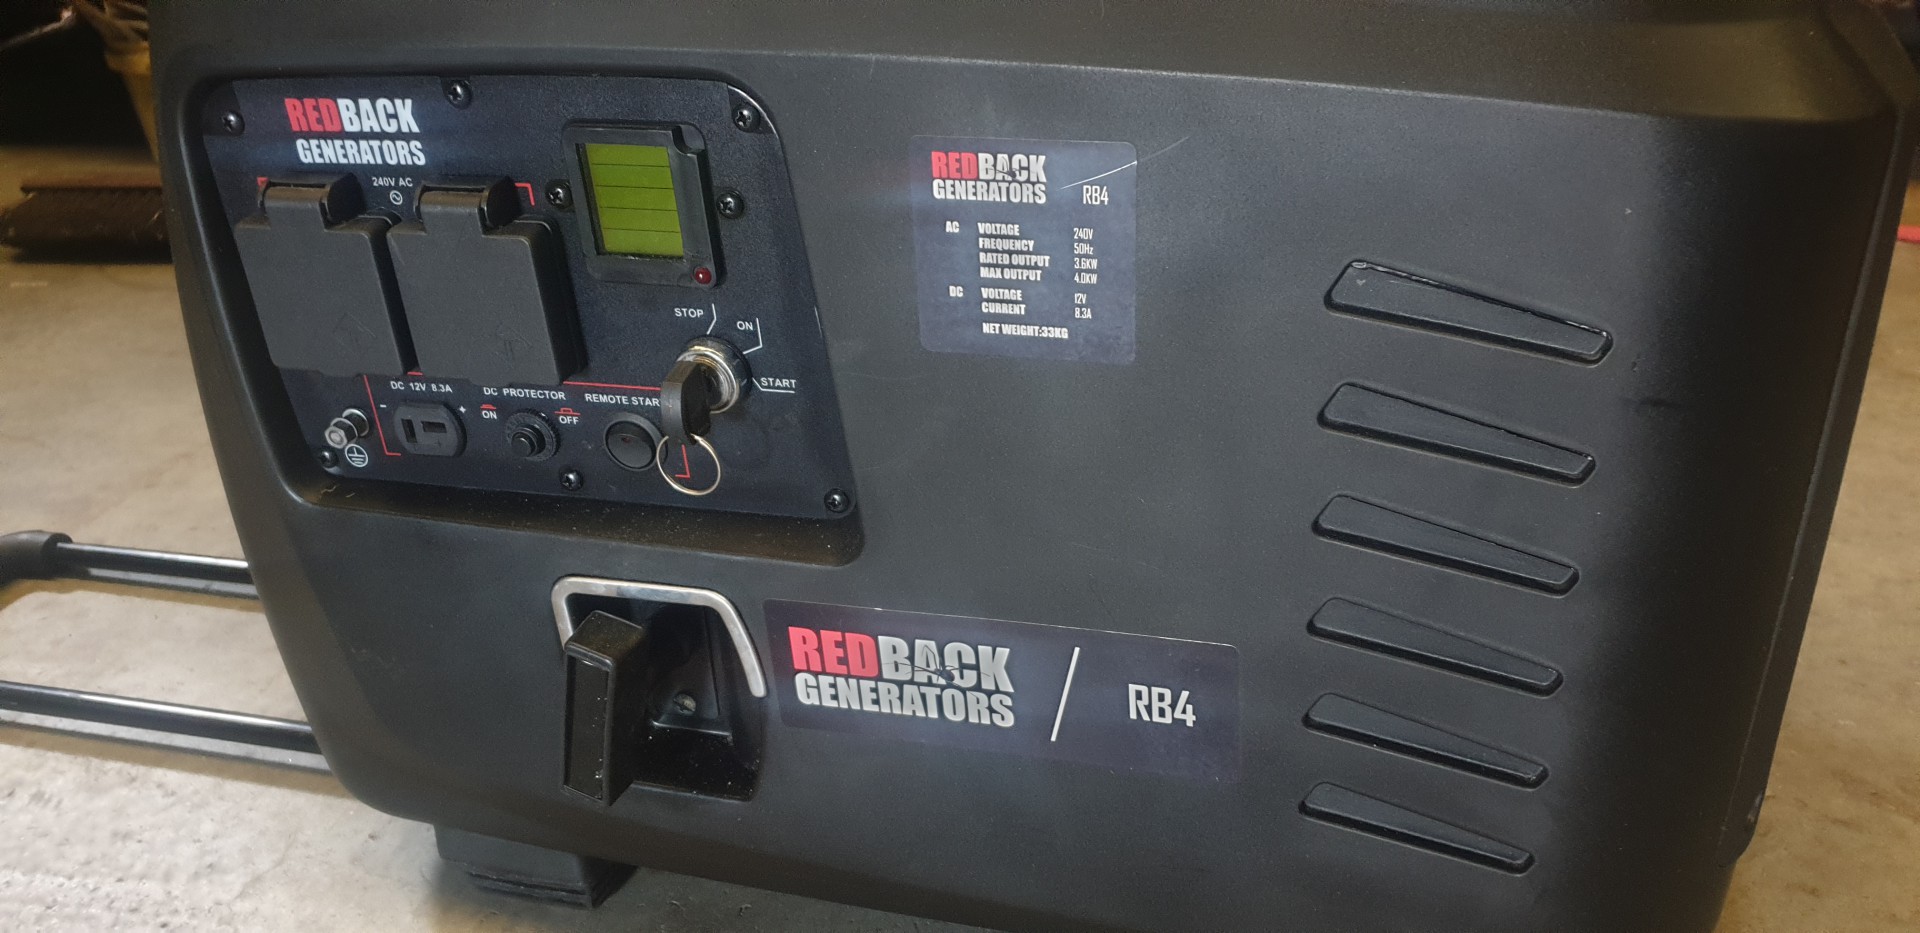 REDBACK
GENERATORS
240V AC
STOP
ON
START
DC 12V 8.3A
DC PROTECTOR
REMOTE START
- +
ON
OFF
REDBACK
GENERATORS RB4
AC VOLTAGE 240V
FREQUENCY 50Hz
RATED OUTPUT 3.6KW
MAX OUTPUT 4.0KW
DC VOLTAGE 12V
CURRENT 8.3A
NET WEIGHT:33KG
REDBACK
GENERATORS / RB4